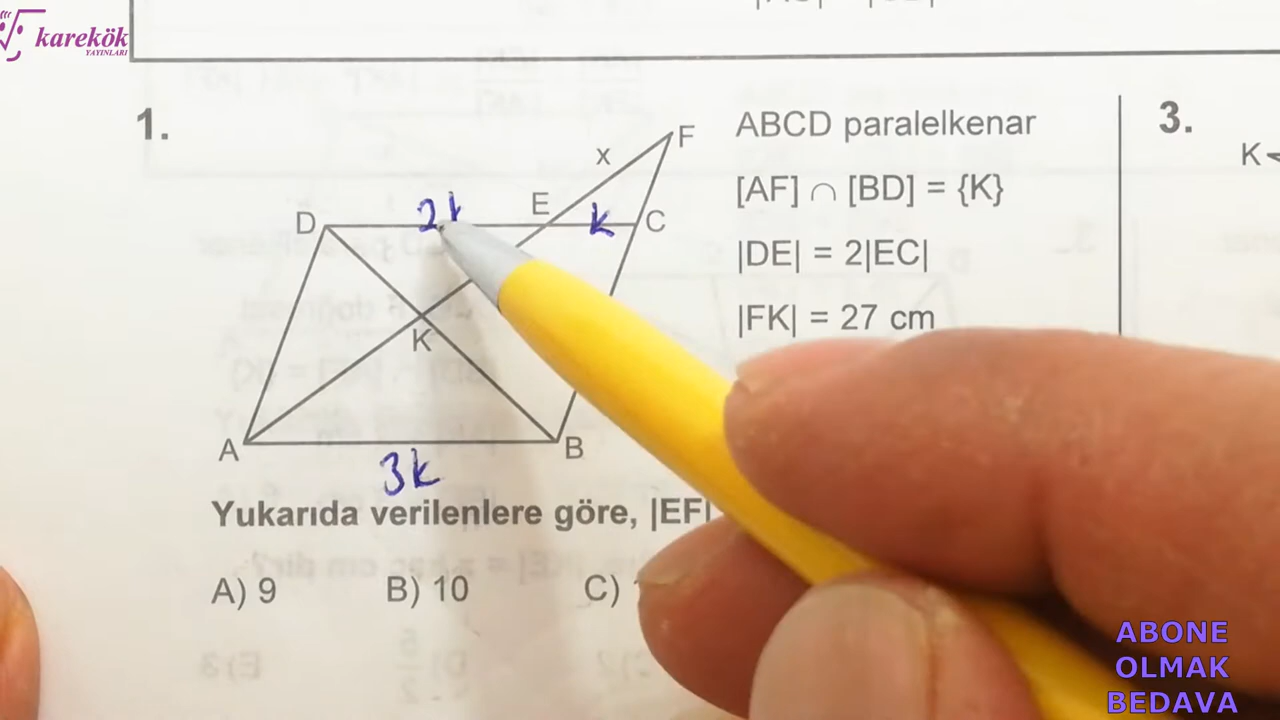 karekök
YAYINLARI
1.
ABCD paralelkenar
[AF] ∩ [BD] = {K}
|DE| = 2|EC|
|FK| = 27 cm
F
x
D
2k
E
k
C
K
A
B
3k
Yukarıda verilenlere göre, |EF|
A) 9
B) 10
C)
3.
K
ABONE
OLMAK
BEDAVA